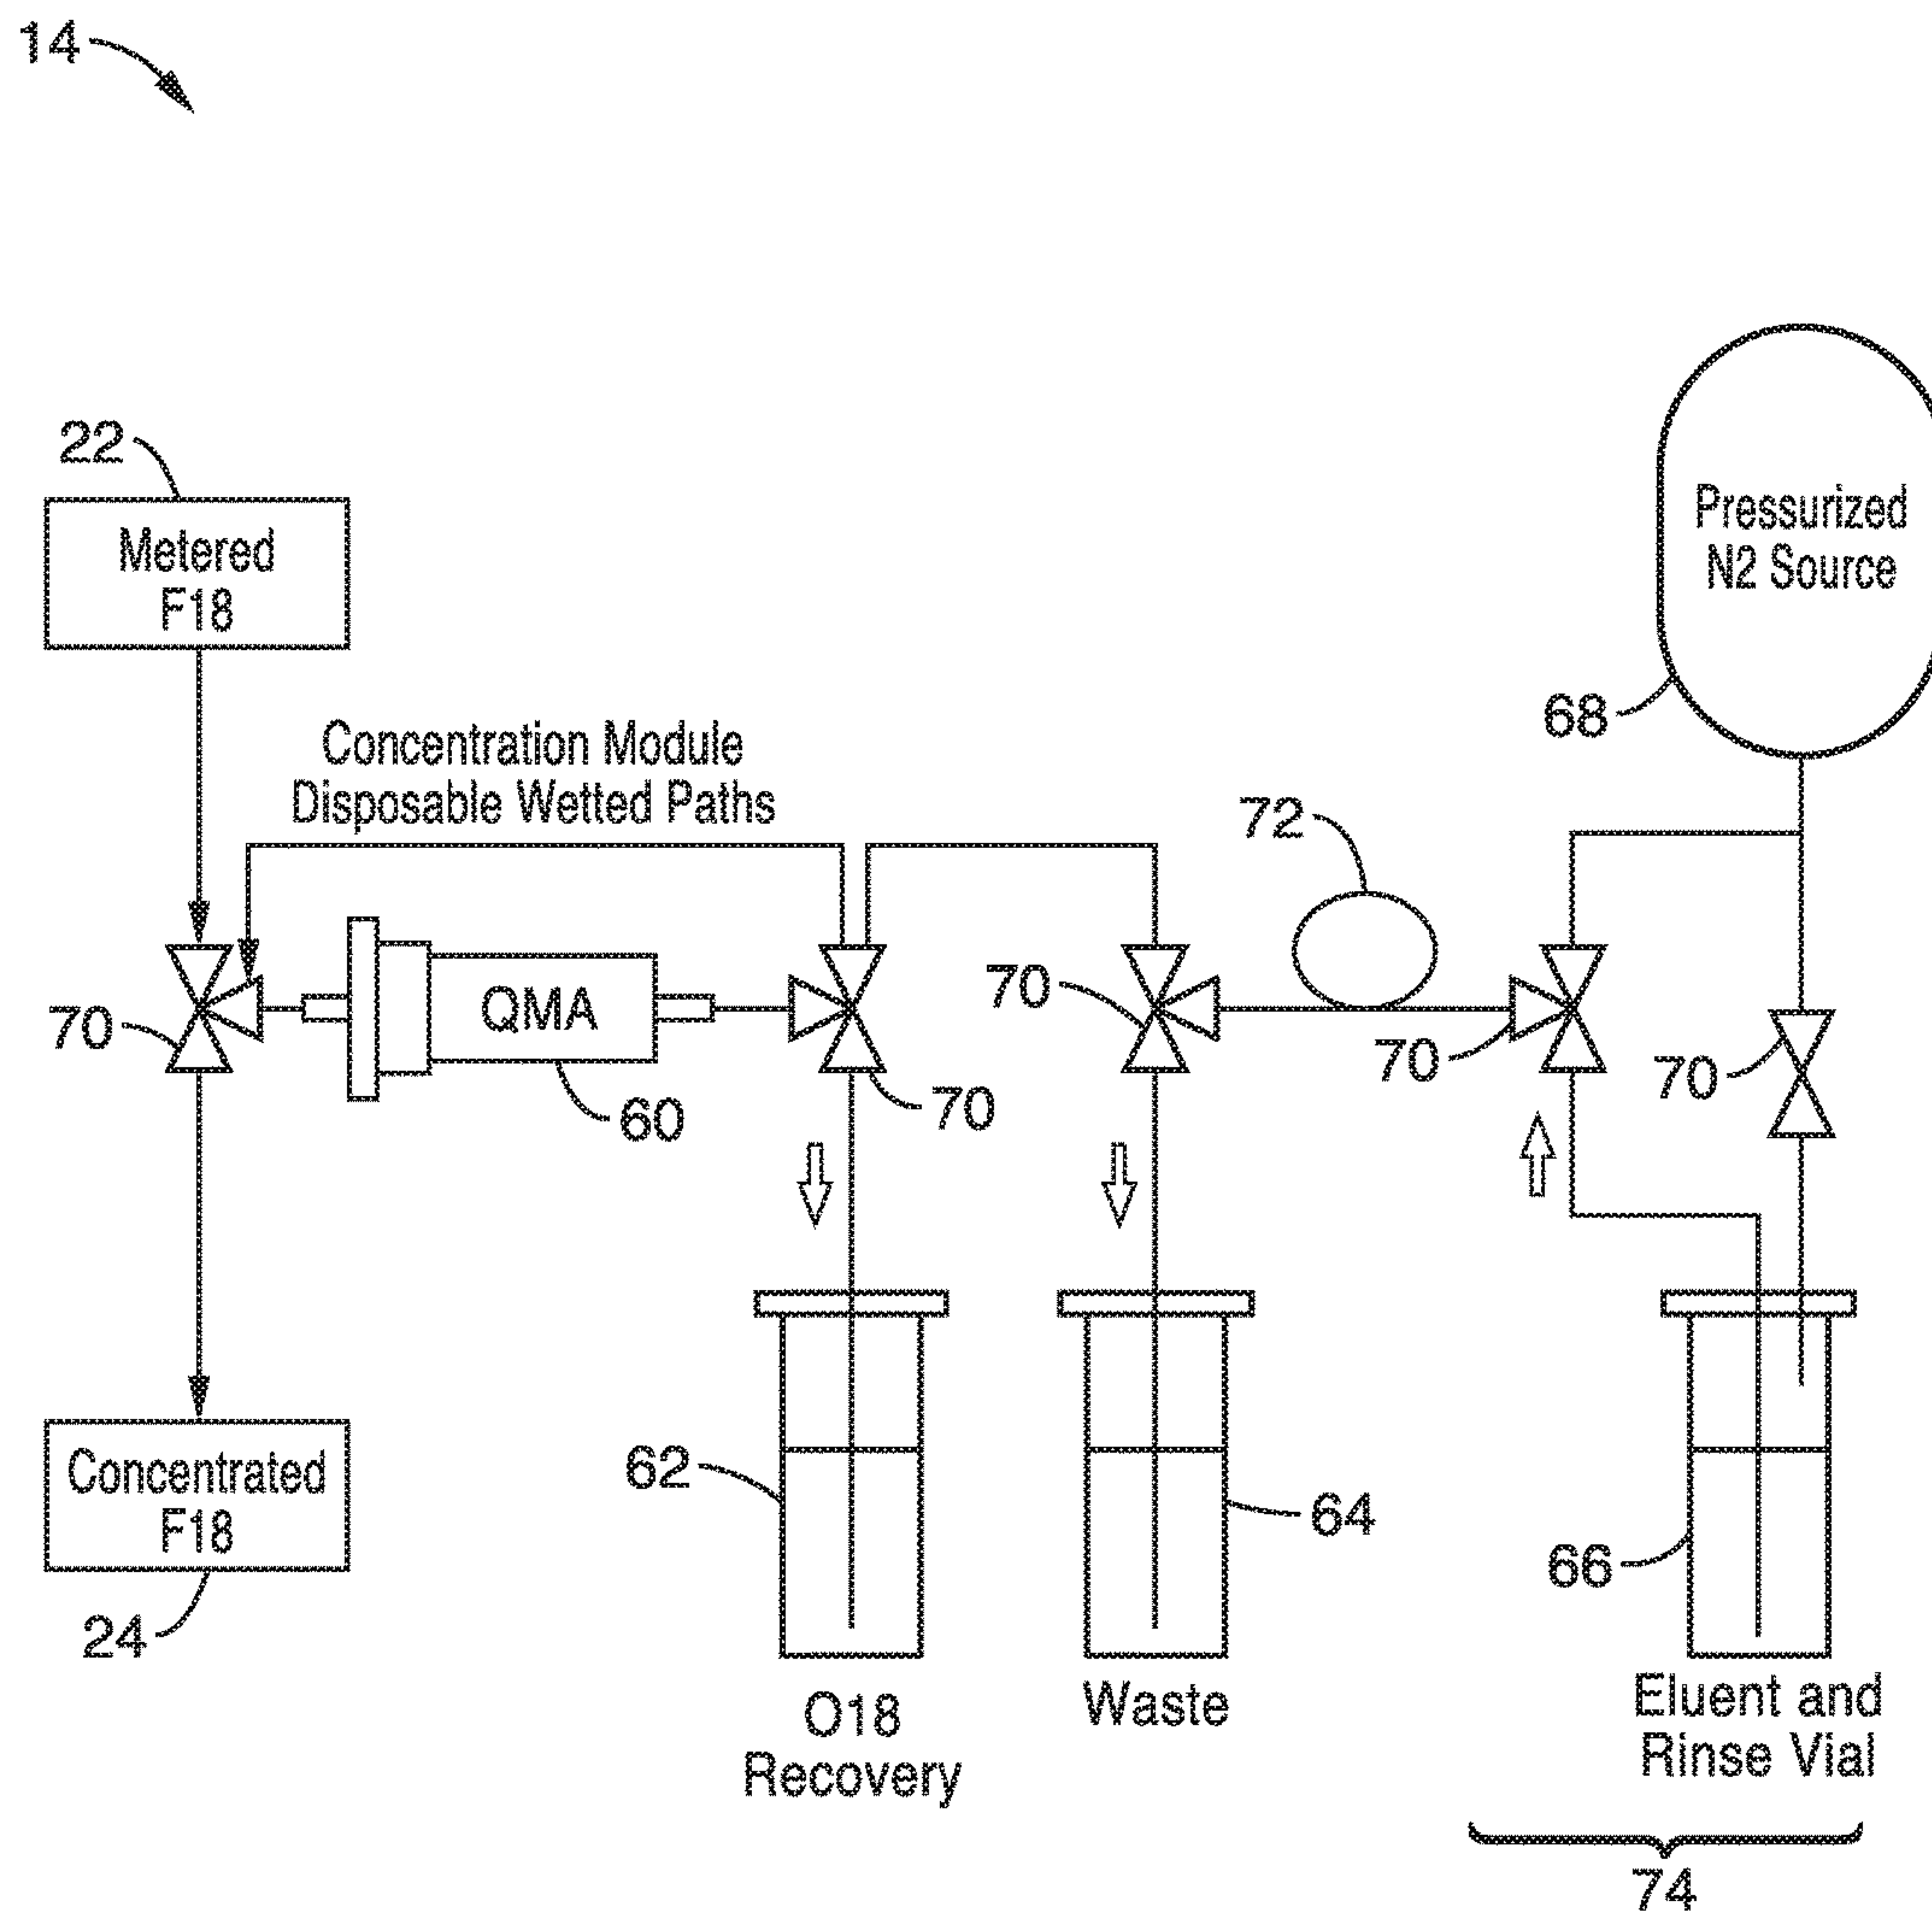 14
22
Metered
F18
Pressurized
N2 Source
68
Concentration Module
Disposable Wetted Paths
72
70
QMA
60
70
70
70
70
62
64
66
Concentrated
F18
24
O18
Recovery
Waste
Eluent and
Rinse Vial
74